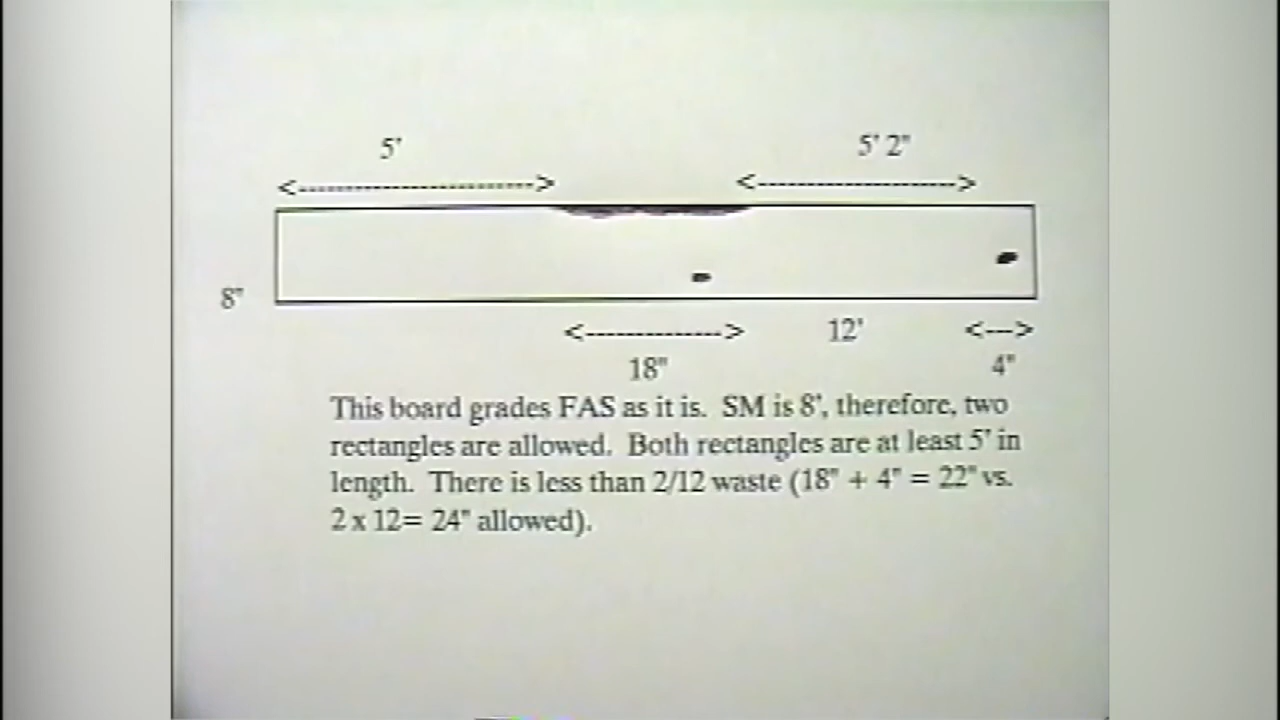 5' 5' 2"
<-------------------------> <--------------------->
8"
<---------------> 12' <--->
18" 4"
This board grades FAS as it is. SM is 8', therefore, two
rectangles are allowed. Both rectangles are at least 5' in
length. There is less than 2/12 waste (18" + 4" = 22" vs.
2 x 12= 24" allowed).